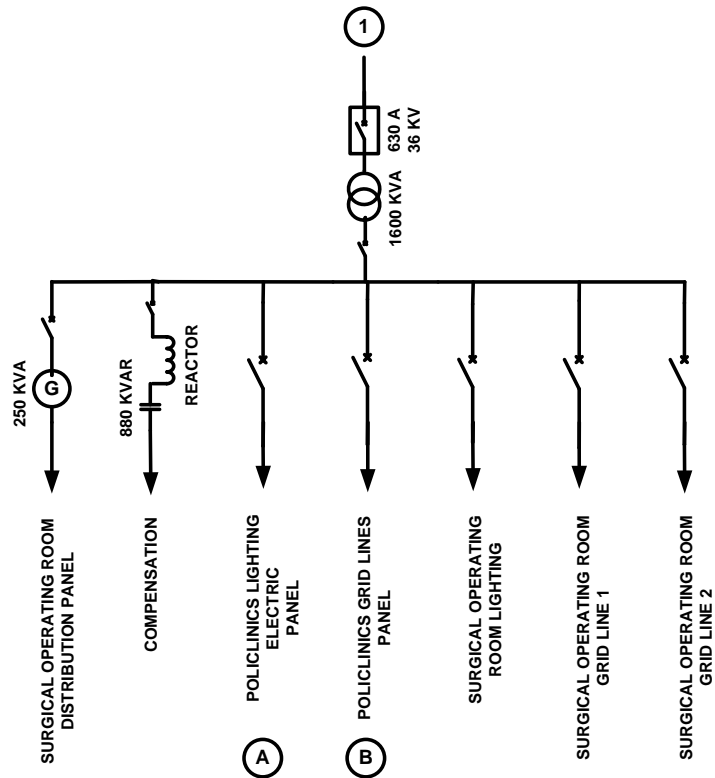 1
630 A
36 KV
1600 KVA
250 KVA
G
880 KVAR
REACTOR
SURGICAL OPERATING ROOM
DISTRIBUTION PANEL
COMPENSATION
POLICLINICS LIGHTING
ELECTRIC
PANEL
POLICLINICS GRID LINES
PANEL
SURGICAL OPERATING
ROOM LIGHTING
SURGICAL OPERATING ROOM
GRID LINE 1
SURGICAL OPERATING ROOM
GRID LINE 2
A
B